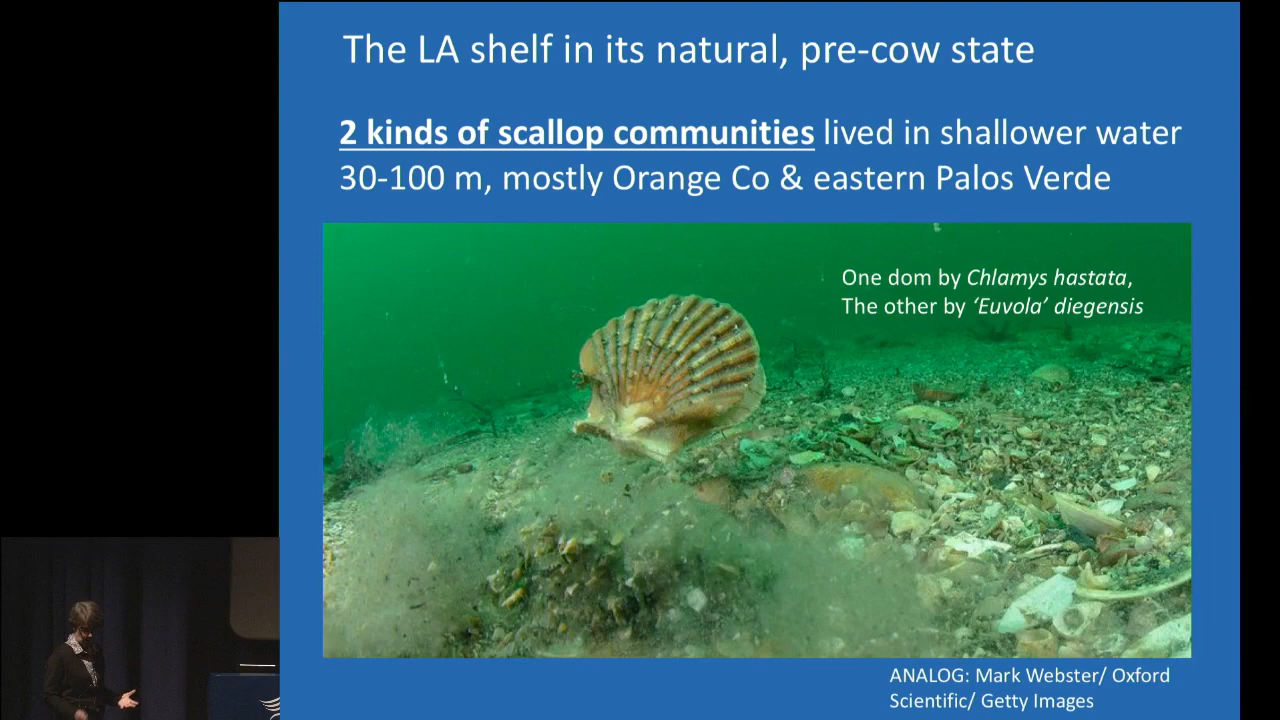 The LA shelf in its natural, pre-cow state
2 kinds of scallop communities lived in shallower water
30-100 m, mostly Orange Co & eastern Palos Verde
One dom by Chlamys hastata,
The other by ‘Euvola’ diegensis
ANALOG: Mark Webster/ Oxford
Scientific/ Getty Images